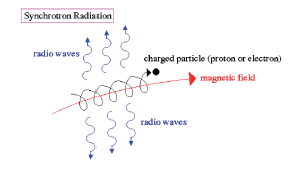 Synchrotron Radiation
radio waves
charged particle (proton or electron)
magnetic field
radio waves